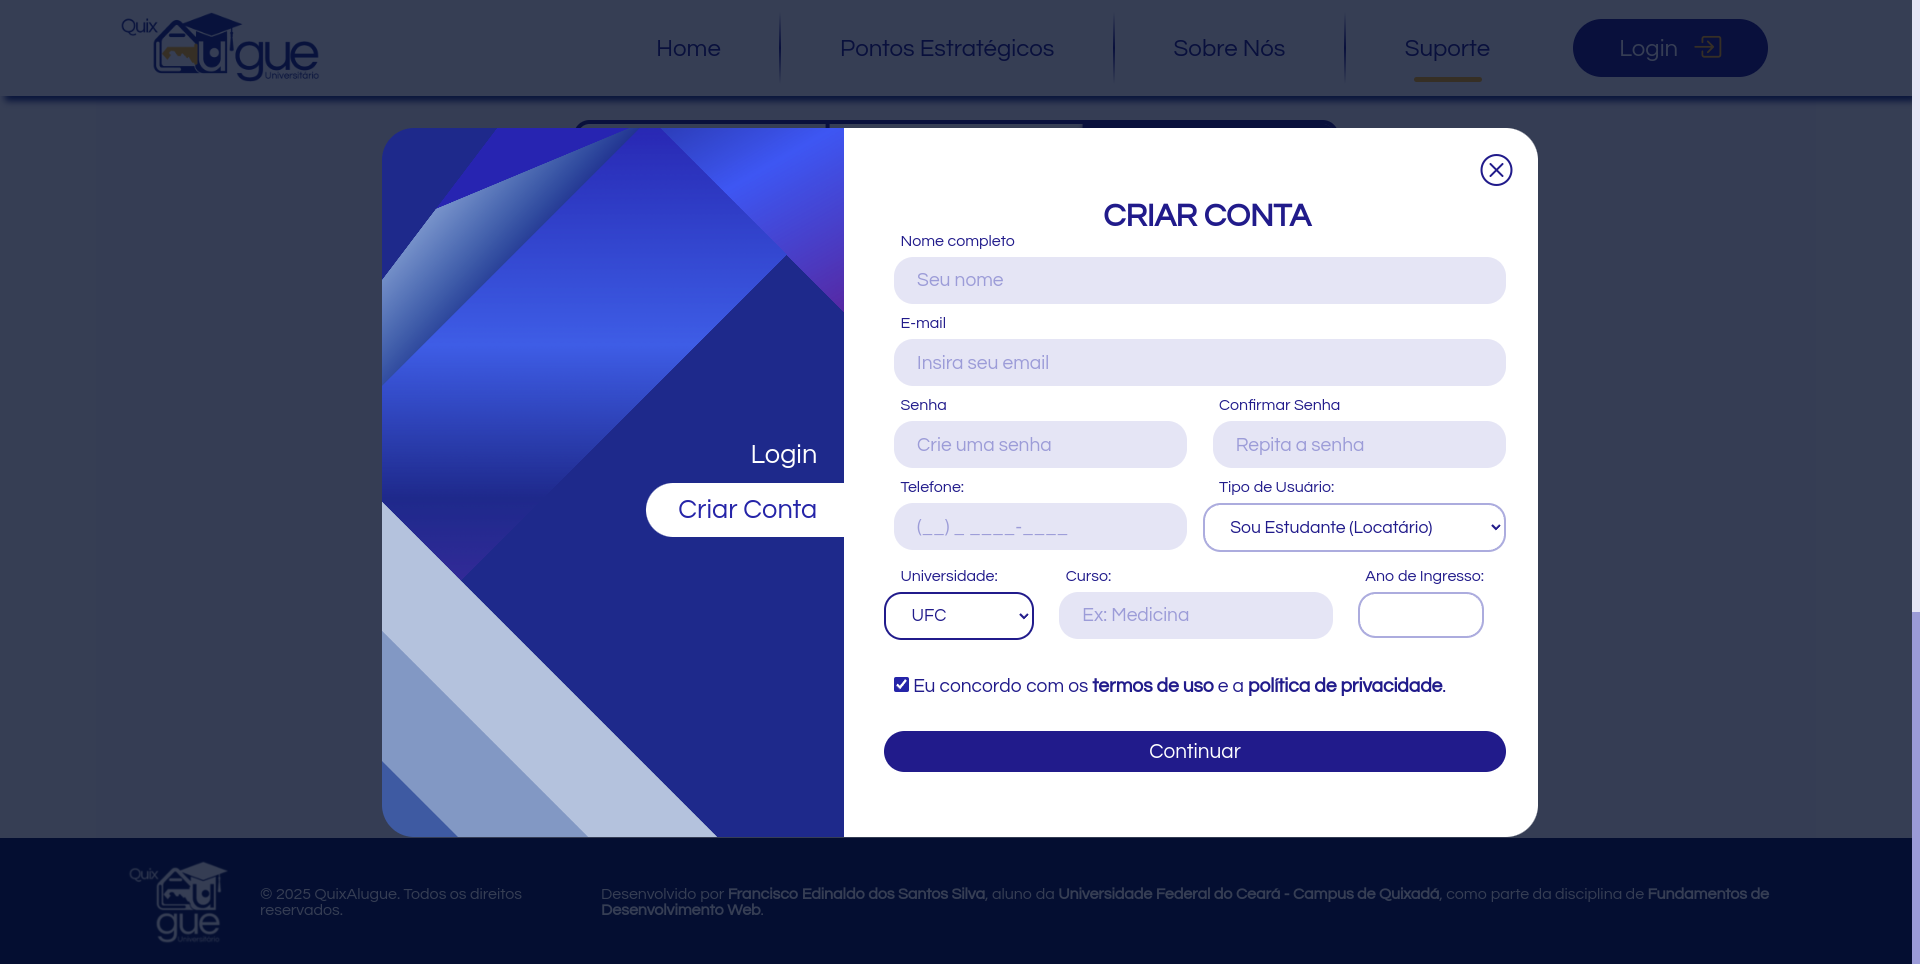 Quix
Alugue
Universitário
Home
Pontos Estratégicos
Sobre Nós
Suporte
Login
CRIAR CONTA
Nome completo
Seu nome
E-mail
Insira seu email
Senha
Confirmar Senha
Crie uma senha
Repita a senha
Telefone:
Tipo de Usuário:
(__) _ ____-____
Sou Estudante (Locatário)
Login
Criar Conta
Universidade:
Curso:
Ano de Ingresso:
UFC
Ex: Medicina
Eu concordo com os termos de uso e a política de privacidade.
Continuar
Quix
Alugue
Universitário
© 2025 QuixAlugue. Todos os direitos
reservados.
Desenvolvido por Francisco Edinaldo dos Santos Silva, aluno da Universidade Federal do Ceará - Campus de Quixadá, como parte da disciplina de Fundamentos de
Desenvolvimento Web.